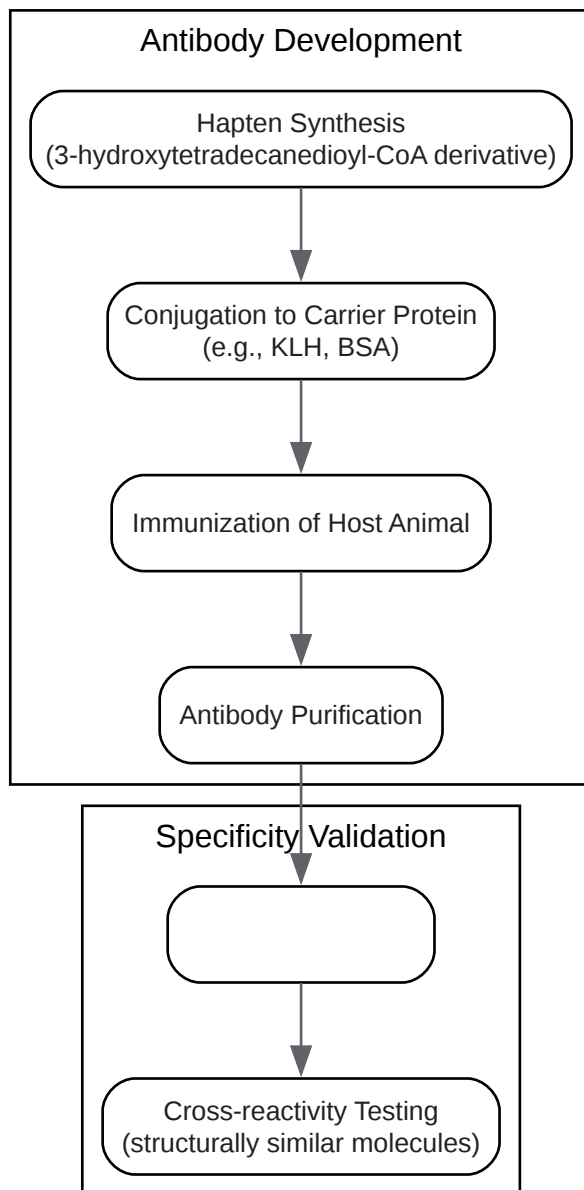 Antibody Development
Hapten Synthesis
(3-hydroxytetradecanedioyl-CoA derivative)
Conjugation to Carrier Protein
(e.g., KLH, BSA)
Immunization of Host Animal
Antibody Purification
Specificity Validation
Cross-reactivity Testing
(structurally similar molecules)